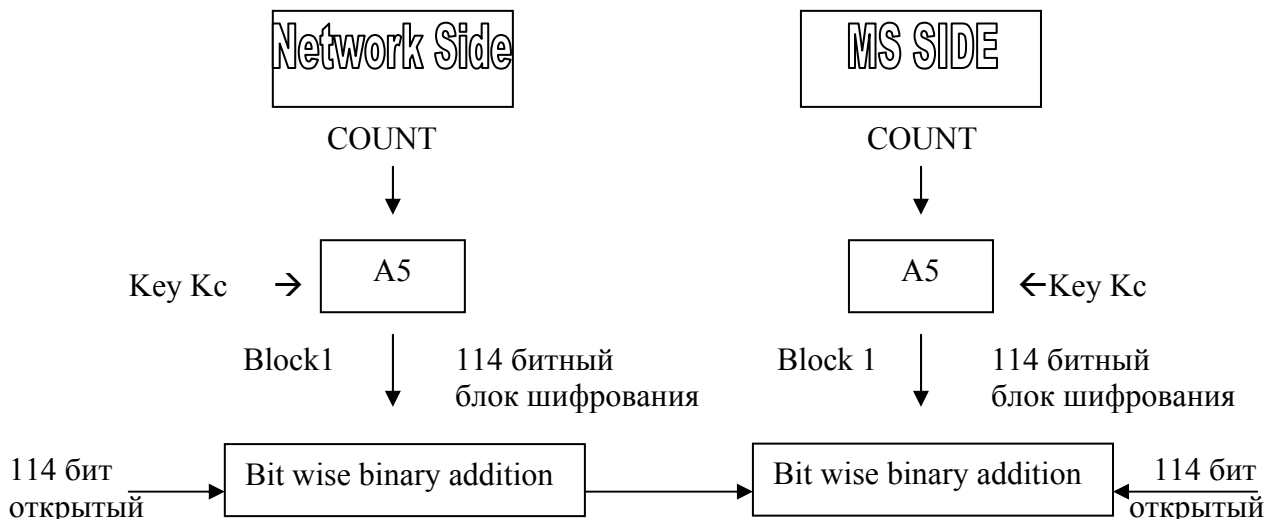 Network Side
MS SIDE
COUNT
COUNT
Key Kc →
A5
A5
←Key Kc
Block1
114 битный
блок шифрования
Block 1
114 битный
блок шифрования
114 бит
открытый
Bit wise binary addition
Bit wise binary addition
114 бит
открытый